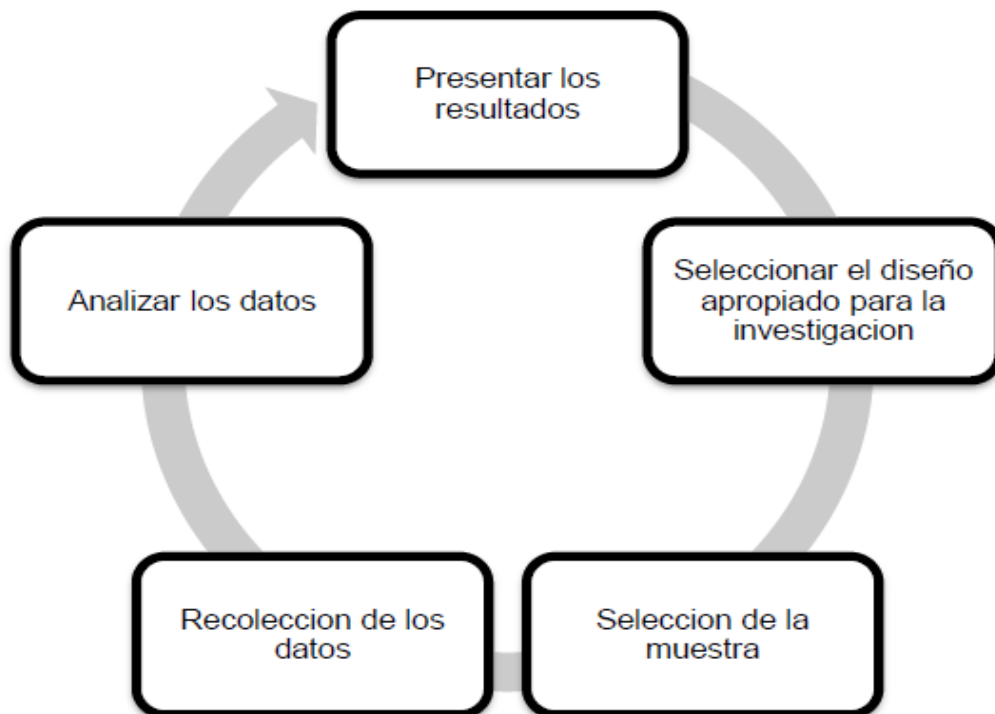 Presentar los
resultados
Seleccionar el diseño
apropiado para la
investigacion
Seleccion de la
muestra
Recoleccion de los
datos
Analizar los datos